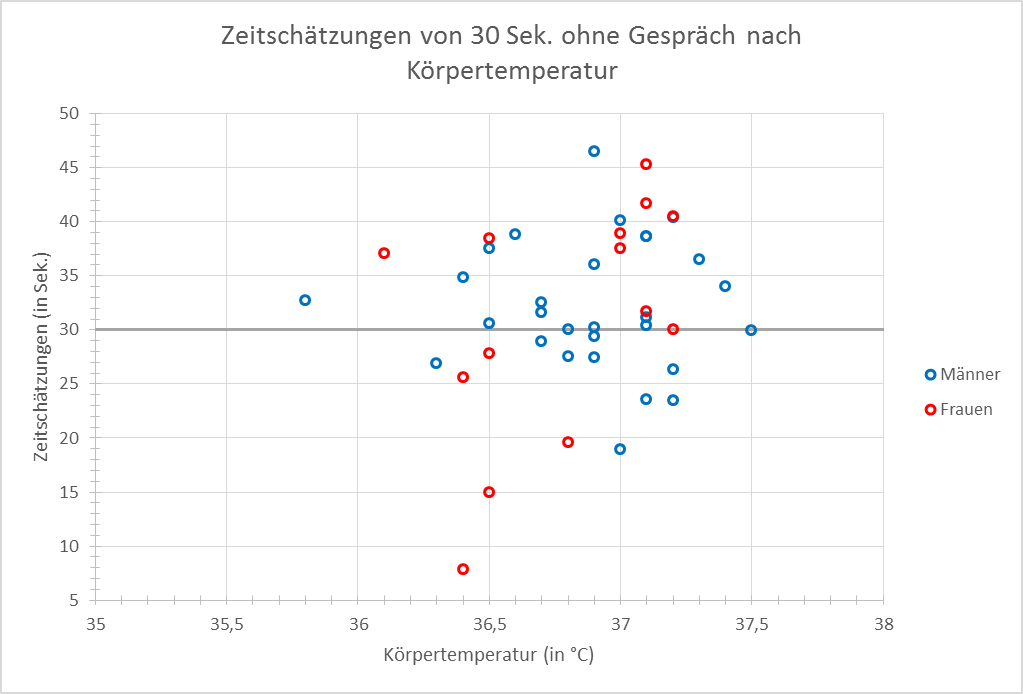 Zeitschätzungen von 30 Sek. ohne Gespräch nach
Körpertemperatur
50
45
40
35
30
25
20
15
10
5
Zeitschätzungen (in Sek.)
35
35,5
36
36,5
37
37,5
38
Körpertemperatur (in °C)
Männer
Frauen